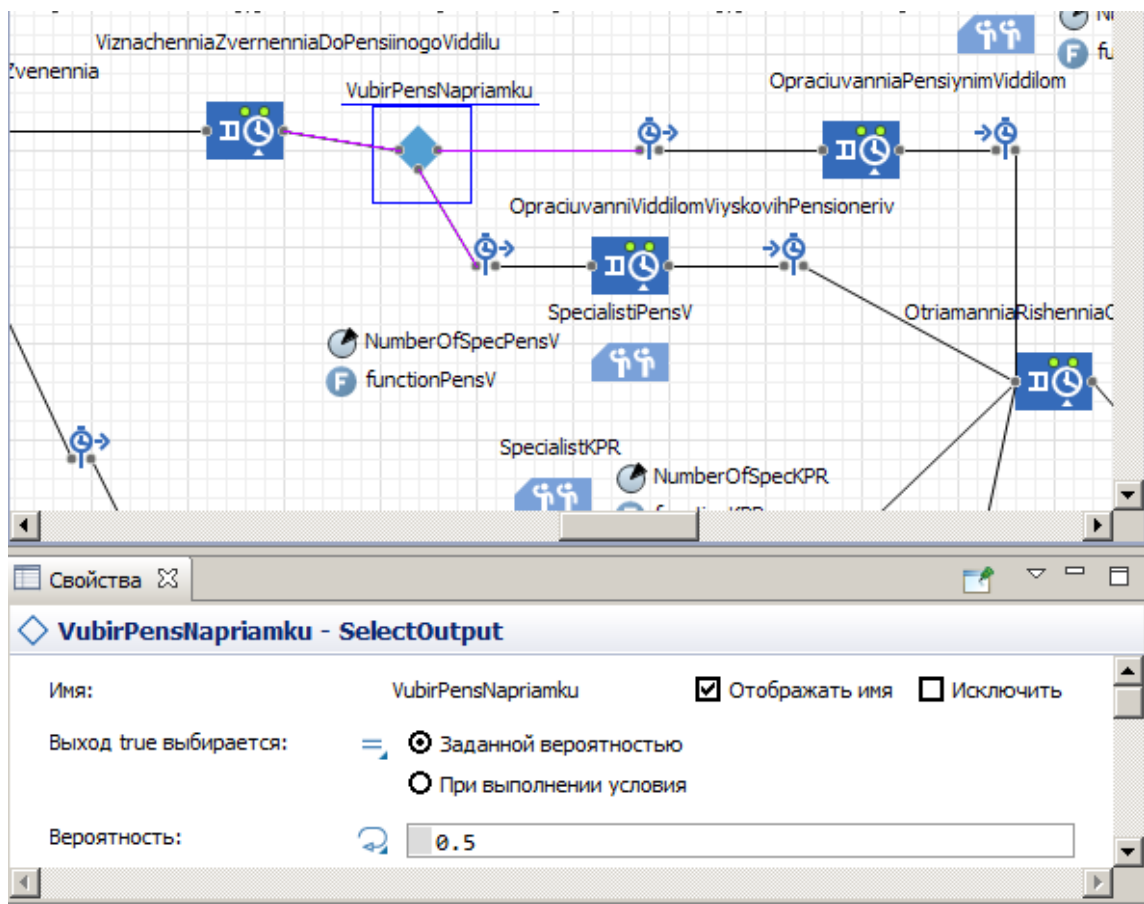 ViznachenniaZvernenniaDoPensiinogoViddilu
Zvenennia
VubirPensNapriamku
OpraciuvanniaPensiynimViddilom
OpraciuvanniViddilomViyskovihPensioneriv
SpecialistiPensV
OtriamanniaRishenniaO
NumberOfSpecPensV
F functionPensV
SpecialistKPR
NumberOfSpecKPR
Свойства
VubirPensNapriamku - SelectOutput
Имя: VubirPensNapriamku Отображать имя Исключить
Выход true выбирается: Заданной вероятностью
При выполнении условия
Вероятность: 0.5